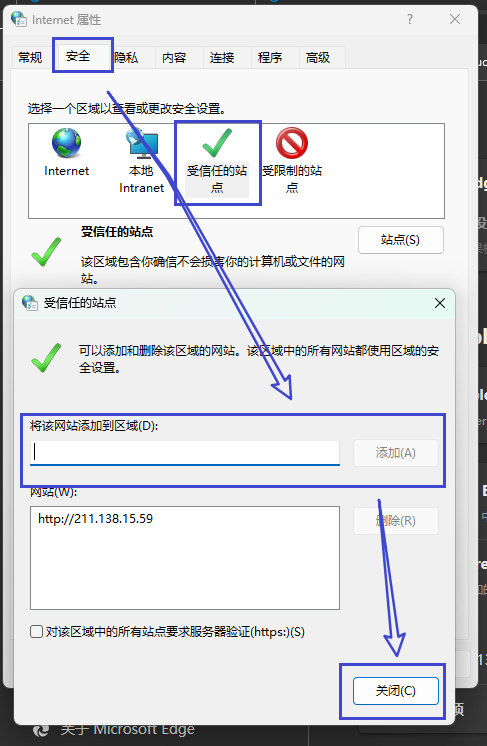 Internet 属性
常规 安全 隐私 内容 连接 程序 高级
选择一个区域以查看或更改安全设置。
Internet
本地
Intranet
受信任的站
点
受限制的站
点
受信任的站点
站点(S)
该区域包含你确信不会损害你的计算机或文件的网
站。
受信任的站点
可以添加和删除该区域的网站。该区域中的所有网站都使用区域的安
全设置。
将该网站添加到区域(D):
添加(A)
网站(W):
http://211.138.15.59
删除(R)
对该区域中的所有站点要求服务器验证(https:)(S)
关闭(C)
关于 Microsoft Edge